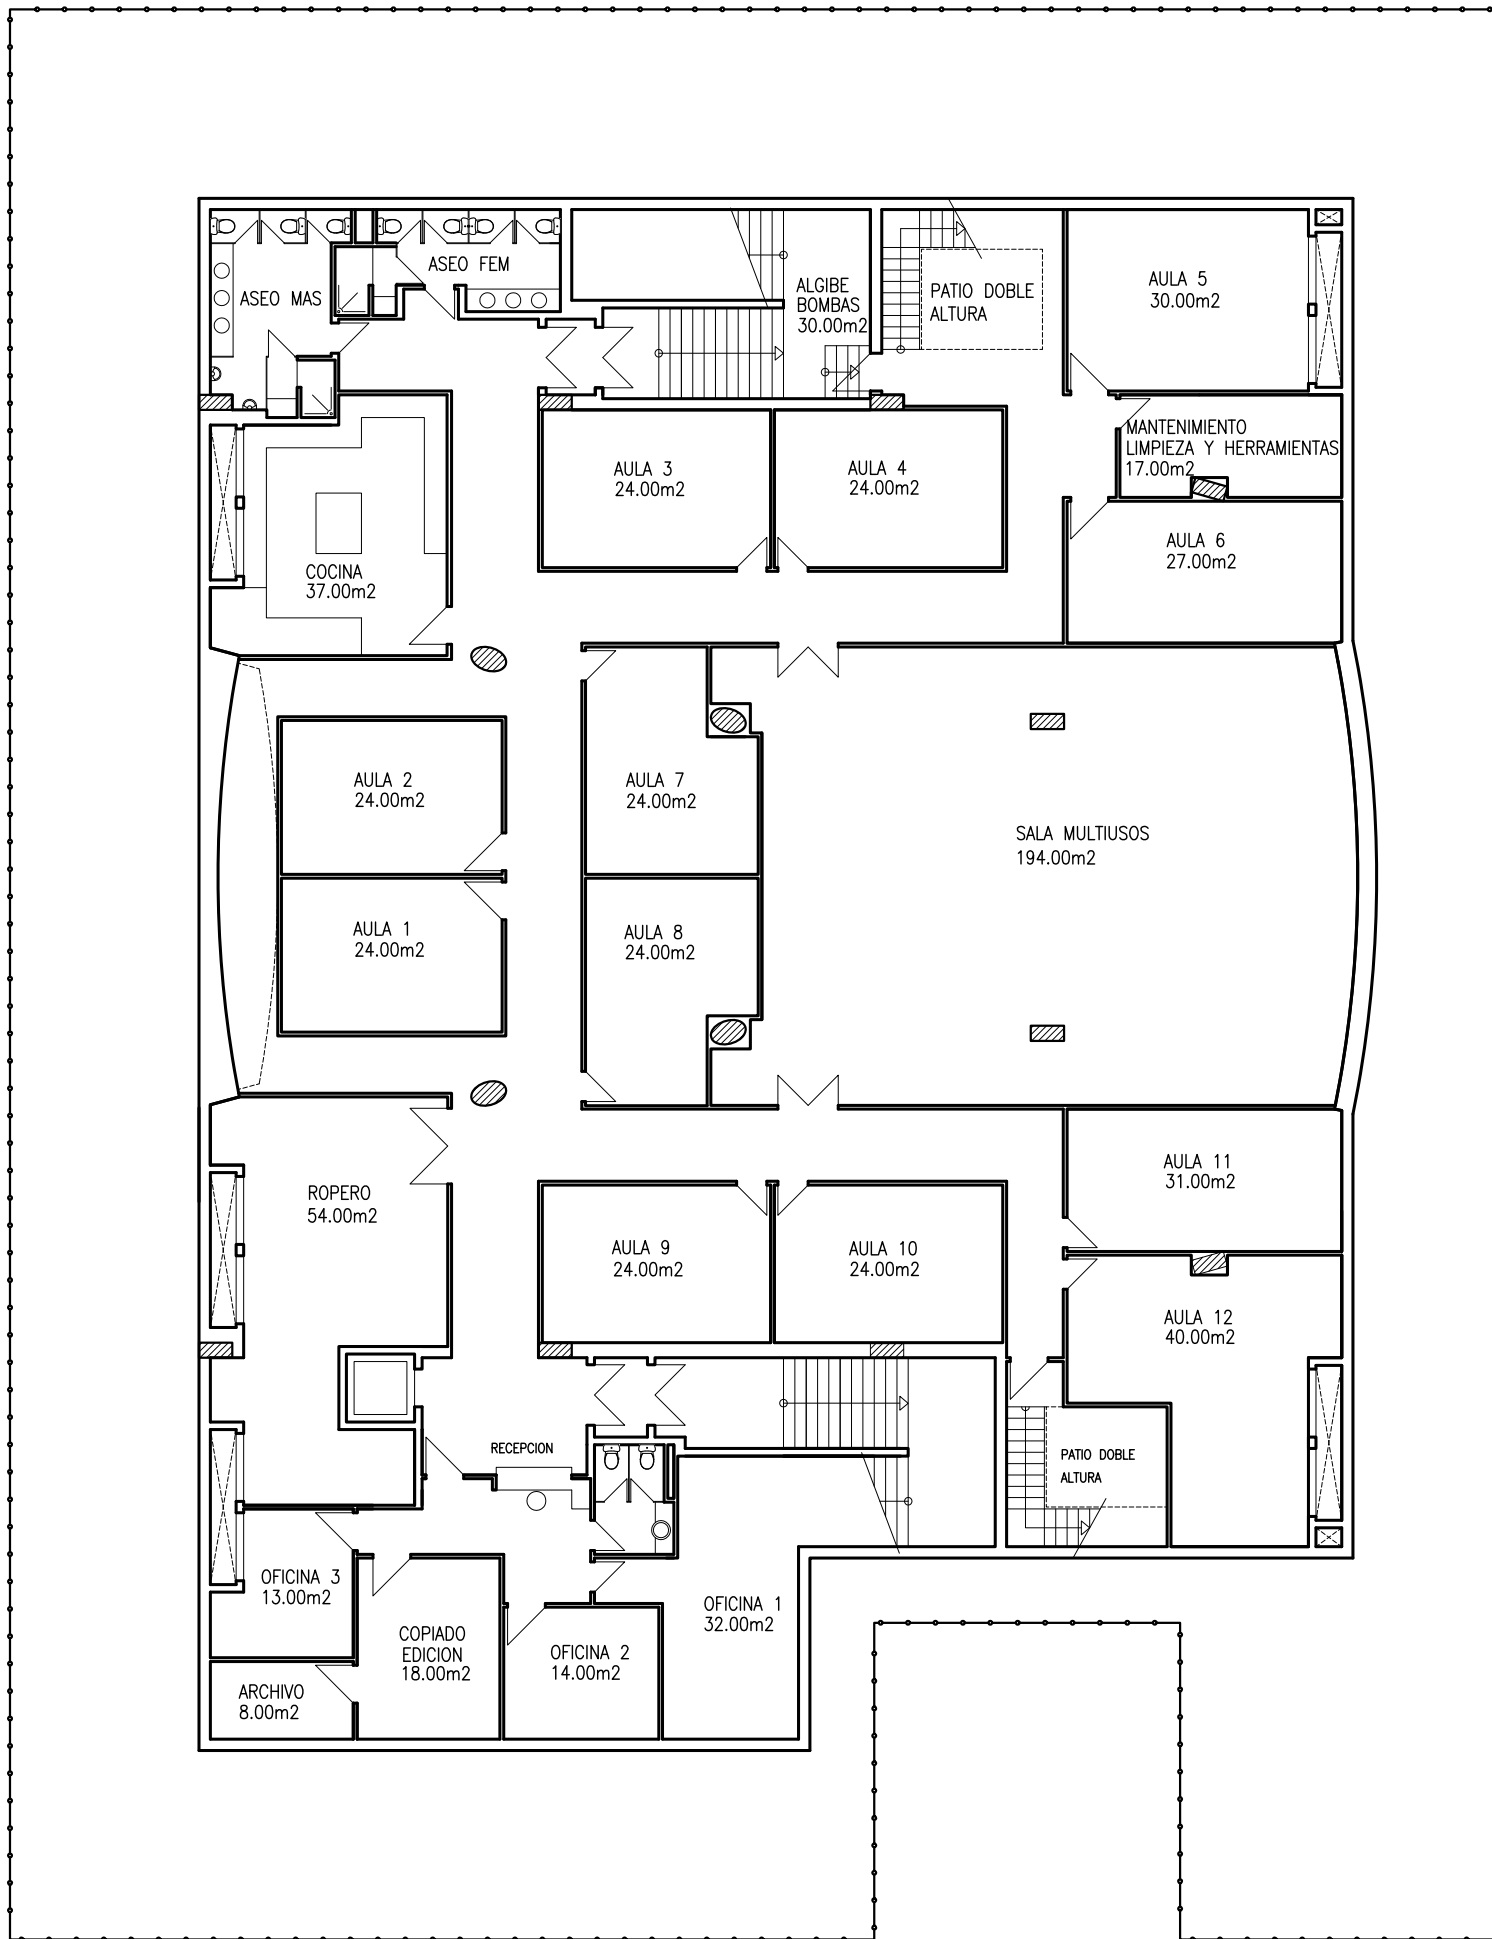 ASEO MAS
ASEO FEM
ALGIBE
BOMBAS
30.00m2
PATIO DOBLE
ALTURA
AULA 5
30.00m2
MANTENIMIENTO
LIMPIEZA Y HERRAMIENTAS
17.00m2
AULA 3
24.00m2
AULA 4
24.00m2
AULA 6
27.00m2
COCINA
37.00m2
AULA 2
24.00m2
AULA 7
24.00m2
SALA MULTIUSOS
194.00m2
AULA 1
24.00m2
AULA 8
24.00m2
ROPERO
54.00m2
AULA 11
31.00m2
AULA 9
24.00m2
AULA 10
24.00m2
AULA 12
40.00m2
RECEPCION
PATIO DOBLE
ALTURA
OFICINA 3
13.00m2
OFICINA 1
32.00m2
COPIADO
EDICION
18.00m2
OFICINA 2
14.00m2
ARCHIVO
8.00m2